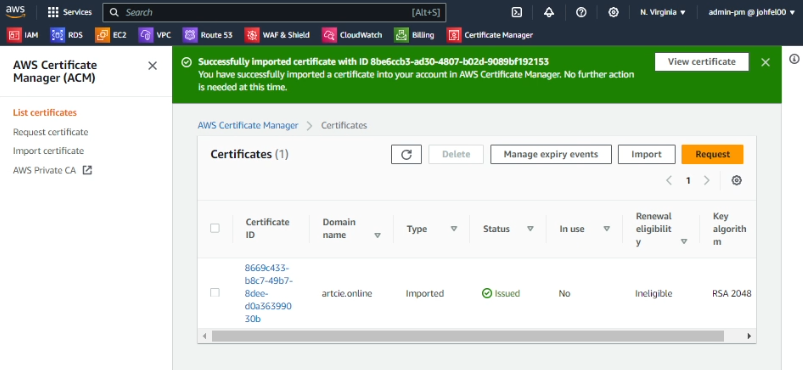 aws
Services
Search
[Alt+S]
N. Virginia
admin-pm @ johfel00
IAM
RDS
EC2
VPC
Route 53
WAF & Shield
CloudWatch
Billing
Certificate Manager
AWS Certificate
Manager (ACM)
List certificates
Request certificate
Import certificate
AWS Private CA
Successfully imported certificate with ID 8be6ccb3-ad30-4807-b02d-9089bf192153
You have successfully imported a certificate into your account in AWS Certificate Manager. No further action
is needed at this time.
View certificate
AWS Certificate Manager > Certificates
Certificates (1)
Delete
Manage expiry events
Import
Request
1
Certificate
ID
Domain
name
Type
Status
In use
Renewal
eligibilit
y
Key
algorith
m
8669c433-
b8c7-49b7-
8dee-
d0a363990
30b
artcie.online
Imported
Issued
No
Ineligible
RSA 2048